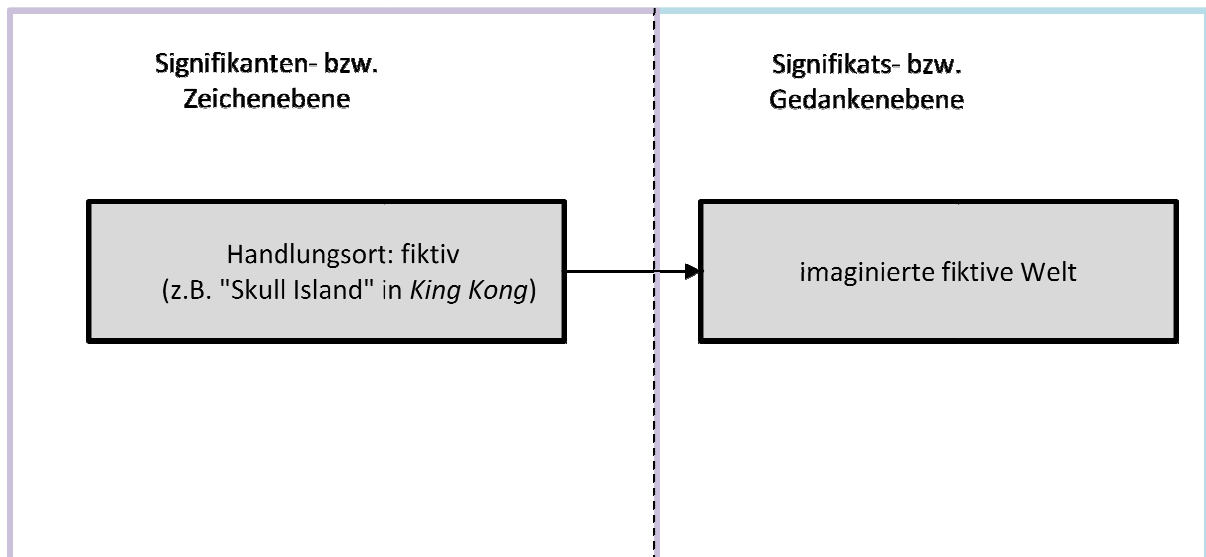 Signifikanten- bzw.
Zeichenebene
Signifikats- bzw.
Gedankenebene
Handlungsort: fiktiv
(z.B. "Skull Island" in King Kong)
imaginierte fiktive Welt